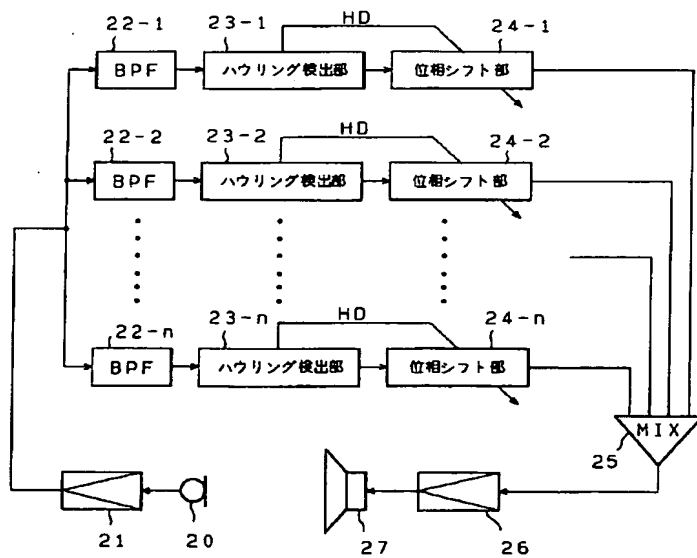 22-1
23-1
HD
24-1
BPF
ハウリング検出部
位相シフト部
22-2
23-2
HD
24-2
BPF
ハウリング検出部
位相シフト部
22-n
23-n
HD
24-n
BPF
ハウリング検出部
位相シフト部
MIX
25
21
20
27
26